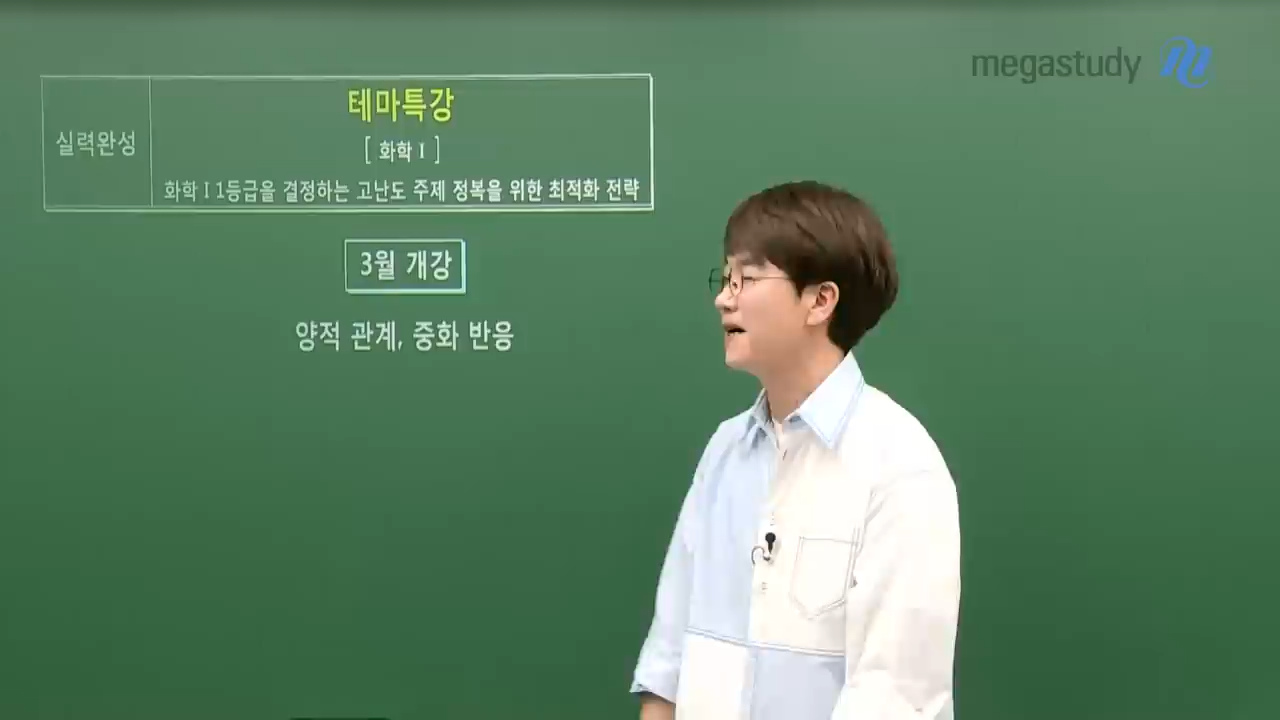 megastudy
실력완성
테마특강
[ 화학 I ]
화학 I 1등급을 결정하는 고난도 주제 정복을 위한 최적화 전략
3월 개강
양적 관계, 중화 반응